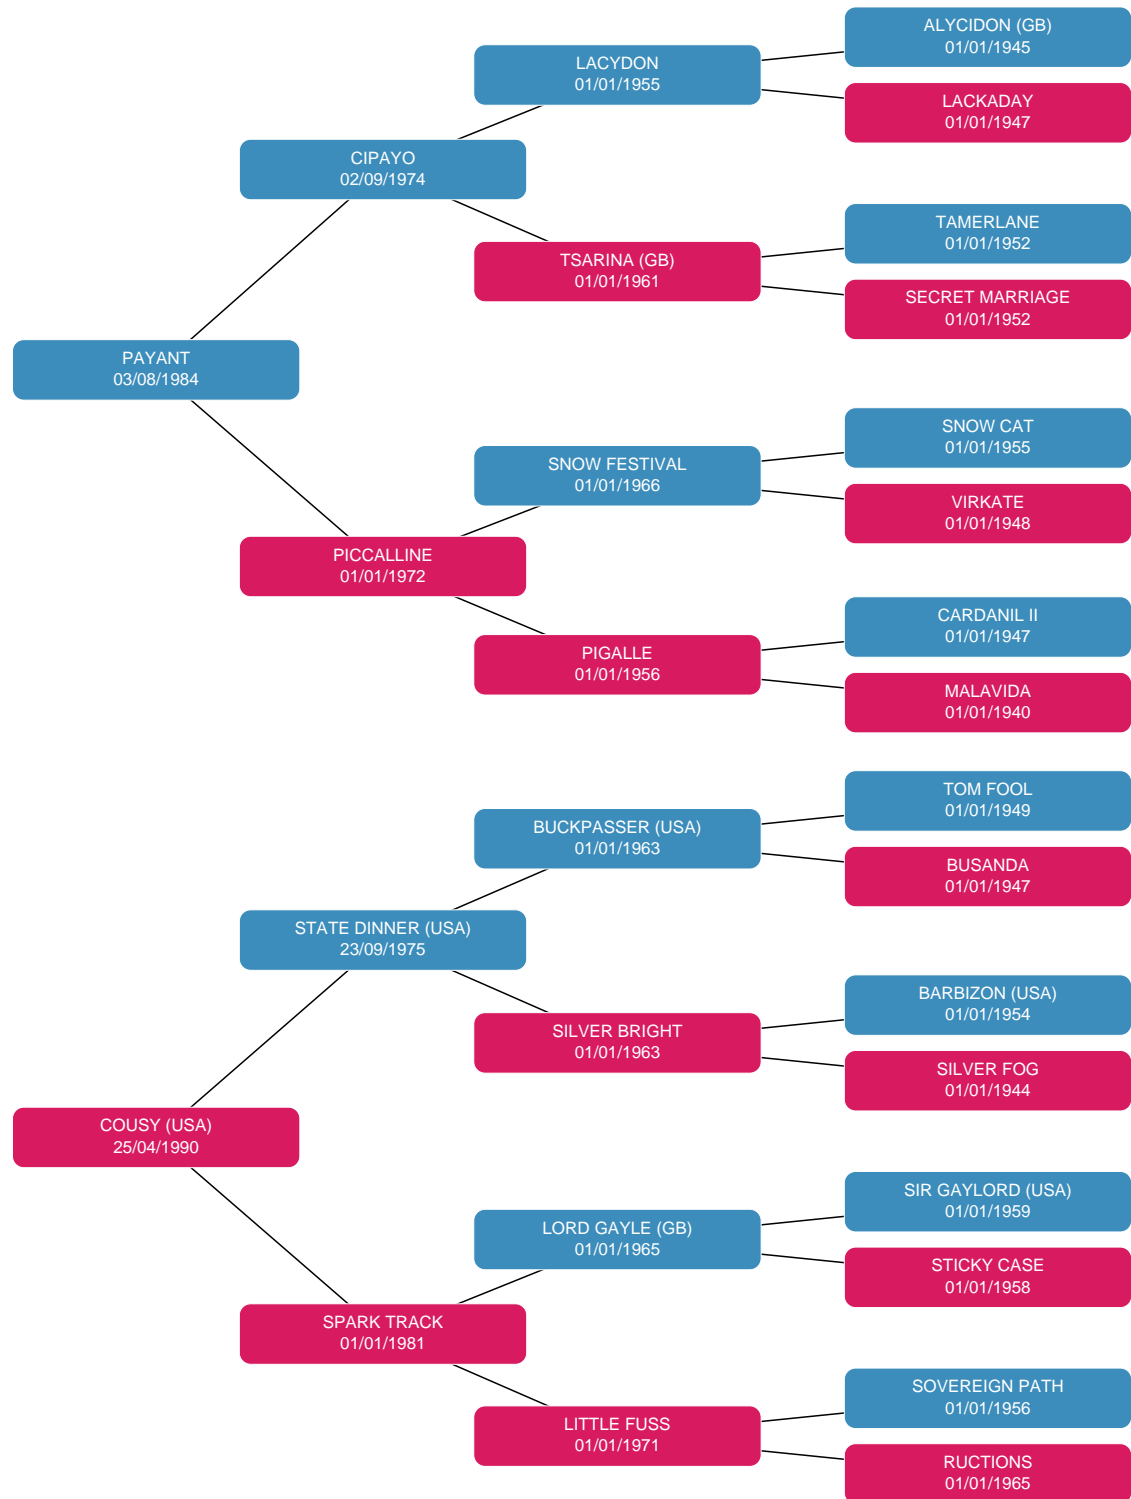 ALYCIDON (GB)
01/01/1945
LACYDON
01/01/1955
LACKADAY
01/01/1947
CIPAYO
02/09/1974
TAMERLANE
01/01/1952
TSARINA (GB)
01/01/1961
SECRET MARRIAGE
01/01/1952
PAYANT
03/08/1984
SNOW CAT
01/01/1955
SNOW FESTIVAL
01/01/1966
VIRKATE
01/01/1948
PICCALLINE
01/01/1972
CARDANIL II
01/01/1947
PIGALLE
01/01/1956
MALAVIDA
01/01/1940
TOM FOOL
01/01/1949
BUCKPASSER (USA)
01/01/1963
BUSANDA
01/01/1947
STATE DINNER (USA)
23/09/1975
BARBIZON (USA)
01/01/1954
SILVER BRIGHT
01/01/1963
SILVER FOG
01/01/1944
COUSY (USA)
25/04/1990
SIR GAYLORD (USA)
01/01/1959
LORD GAYLE (GB)
01/01/1965
STICKY CASE
01/01/1958
SPARK TRACK
01/01/1981
SOVEREIGN PATH
01/01/1956
LITTLE FUSS
01/01/1971
RUCTIONS
01/01/1965